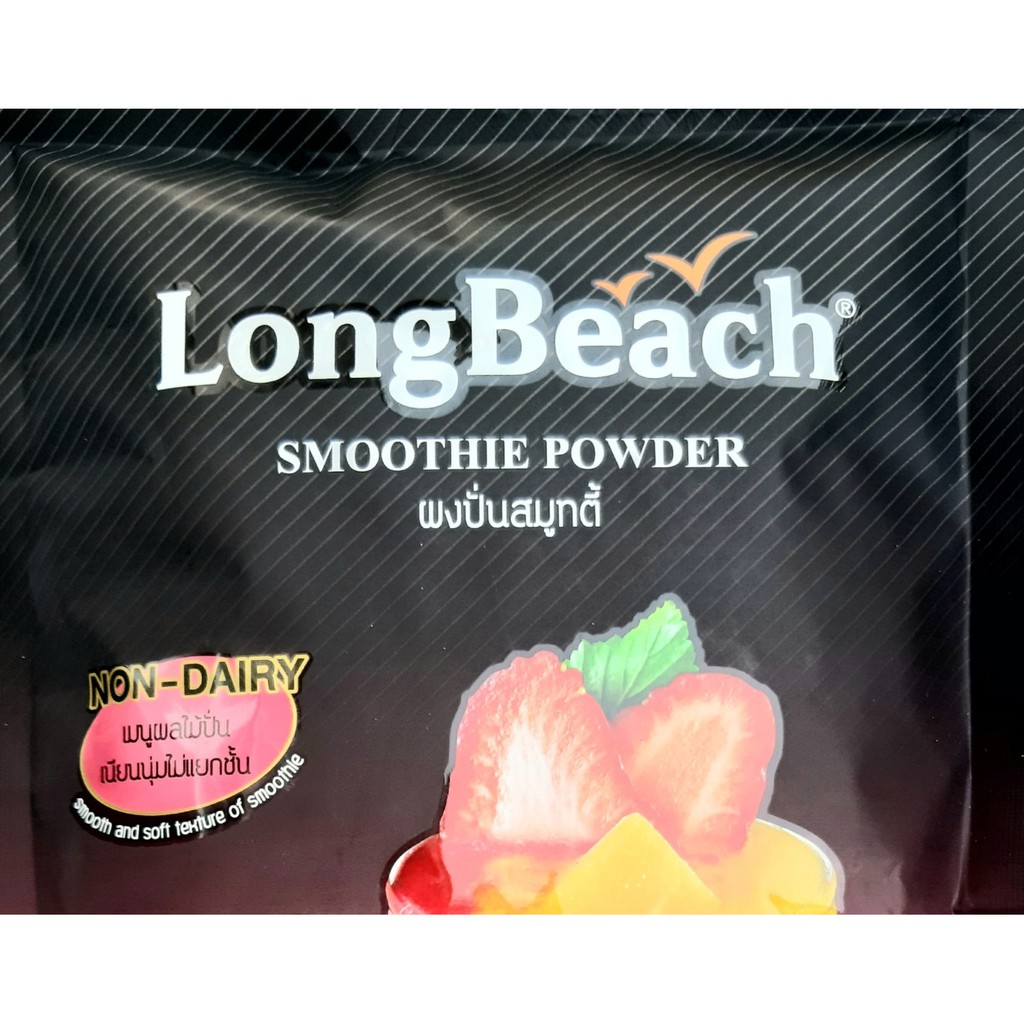 LongBeach®
SMOOTHIE POWDER
ผงปั่นสมูทตี้
NON-DAIRY
เมนูผลไม้ปั่น
เนียนนุ่มไม่แยกชั้น
smooth and soft texture of smoothie